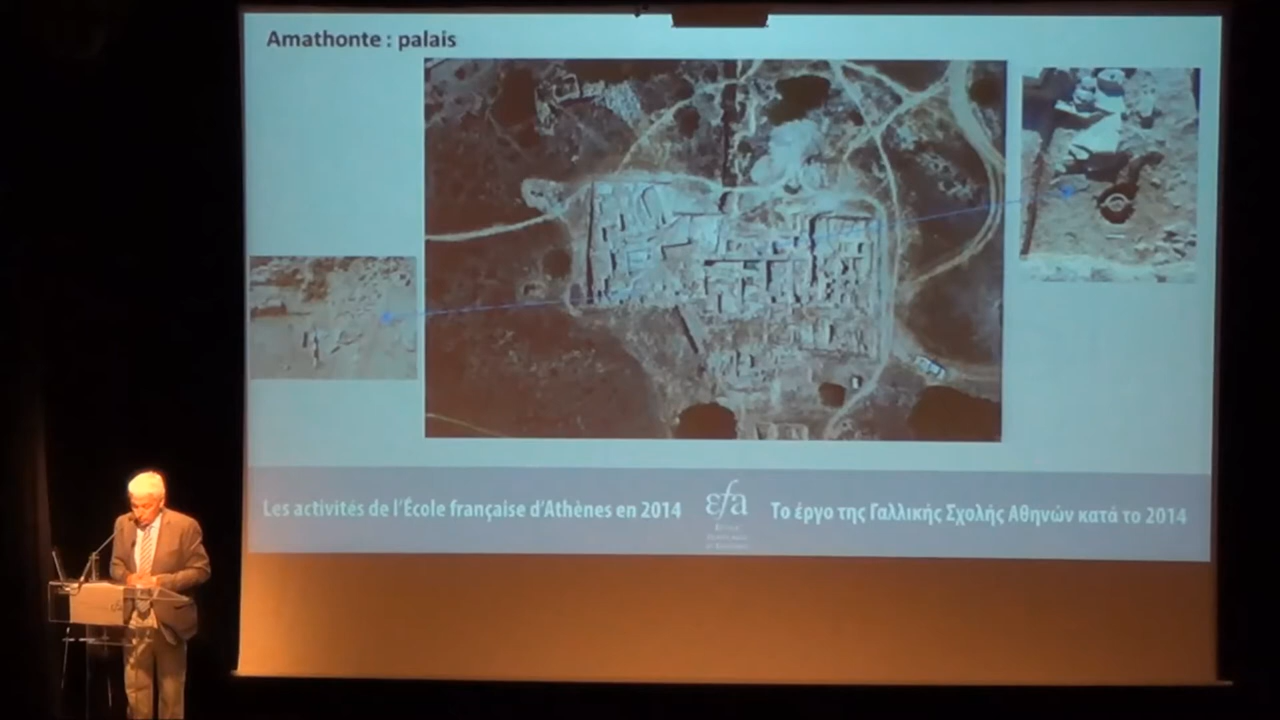 Amathonte : palais
Les activités de l'École française d'Athènes en 2014
efa
Το έργο της Γαλλικής Σχολής Αθηνών κατά το 2014